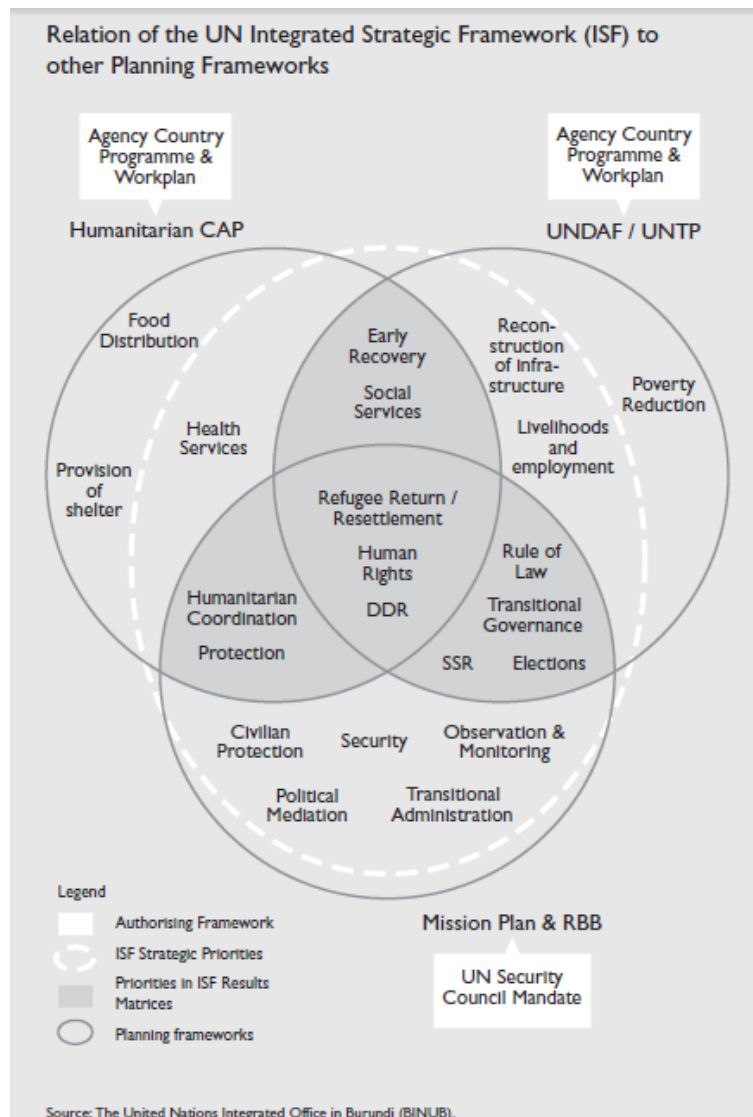 Relation of the UN Integrated Strategic Framework (ISF) to
other Planning Frameworks
Agency Country
Programme &
Workplan
Agency Country
Programme &
Workplan
Humanitarian CAP
UNDAF / UNTP
Food
Distribution
Early
Recovery
Social
Services
Recon-
struction
of infra-
structure
Poverty
Reduction
Health
Services
Livelihoods
and
employment
Provision
of
shelter
Refugee Return /
Resettlement
Human
Rights
DDR
Rule of
Law
Transitional
Governance
SSR
Elections
Humanitarian
Coordination
Protection
Civilian
Protection
Security
Observation &
Monitoring
Political
Mediation
Transitional
Administration
Legend
Authorising Framework
ISF Strategic Priorities
Priorities in ISF Results
Matrices
Planning frameworks
Mission Plan & RBB
UN Security
Council Mandate
Source: The United Nations Integrated Office in Burundi (BINUB).